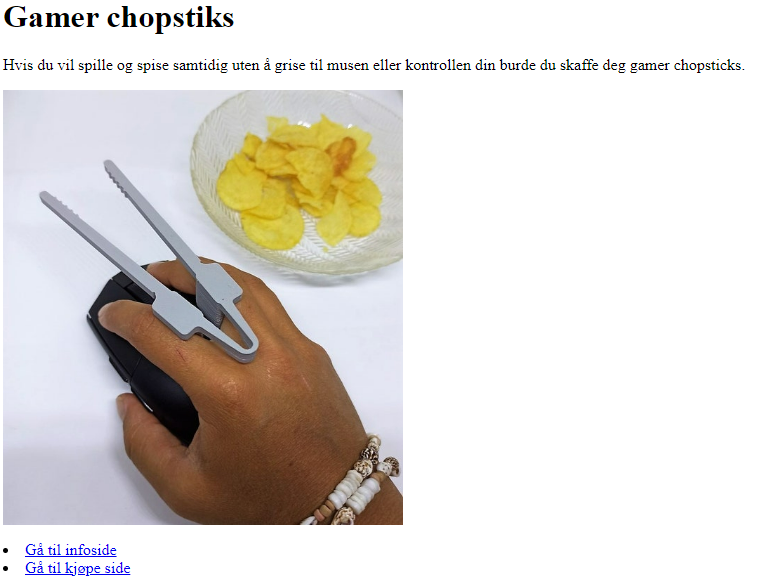 Gamer chopstiks
Hvis du vil spille og spise samtidig uten å grise til musen eller kontrollen din burde du skaffe deg gamer chopsticks.
Gå til infoside
Gå til kjøpe side